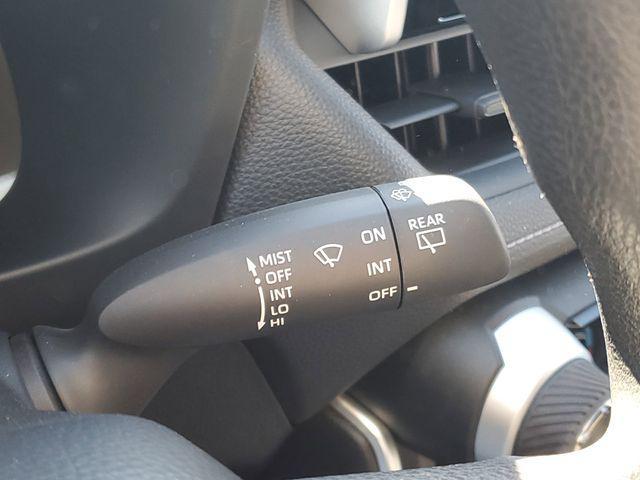 MIST
OFF
INT
LO
HI
ON
INT
OFF
REAR